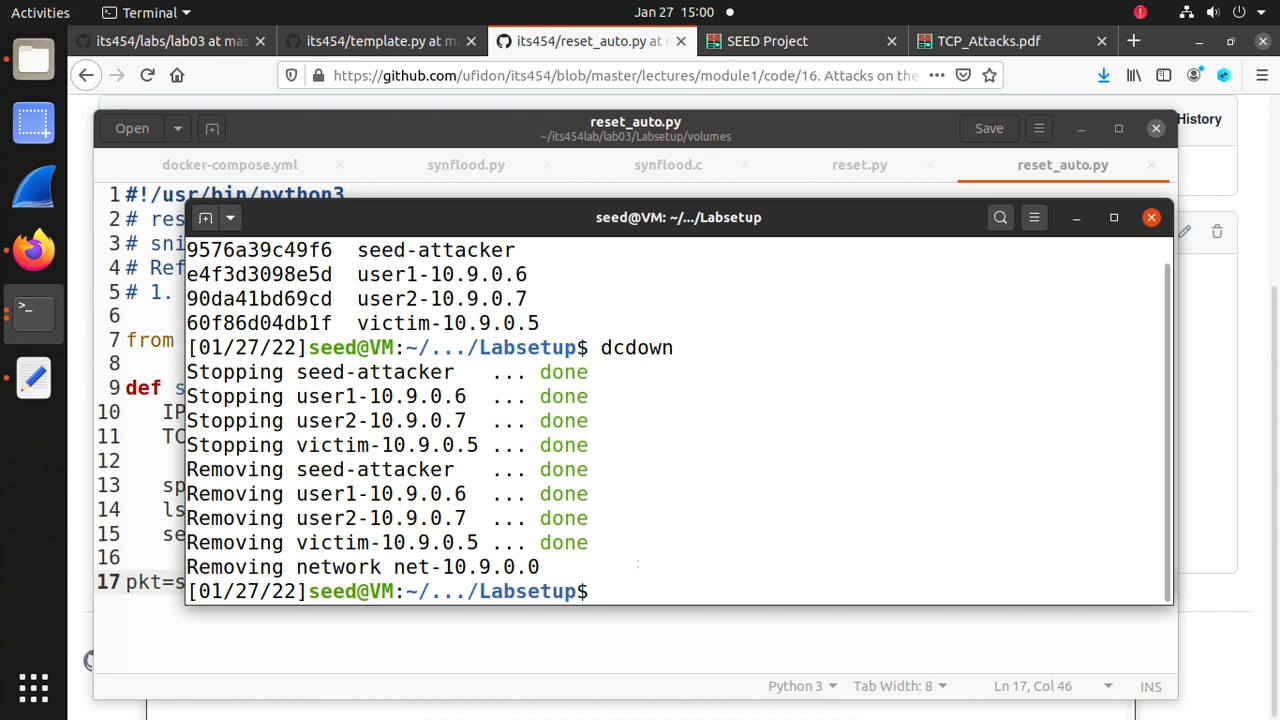 Activities Terminal Jan 27 15:00
its454/labs/lab03 at mas its454/template.py at m its454/reset_auto.py at SEED Project TCP_Attacks.pdf
https://github.com/ufidon/its454/blob/master/lectures/module1/code/16. Attacks on the
History
Open reset_auto.py Save
~/its454lab/lab03/Labsetup/volumes
docker-compose.yml synflood.py synflood.c reset.py reset_auto.py
1 #!/usr/bin/python3
seed@VM: ~/.../Labsetup
2 # res
3 # sni
4 # Ref
5 # 1.
6
7 from
8
9 def s
10 IP
11 TC
12
13 sp
14 ls
15 se
16
17 pkt=s
9576a39c49f6 seed-attacker
e4f3d3098e5d user1-10.9.0.6
90da41bd69cd user2-10.9.0.7
60f86d04db1f victim-10.9.0.5
[01/27/22]seed@VM:~/.../Labsetup$ dcdown
Stopping seed-attacker ... done
Stopping user1-10.9.0.6 ... done
Stopping user2-10.9.0.7 ... done
Stopping victim-10.9.0.5 ... done
Removing seed-attacker ... done
Removing user1-10.9.0.6 ... done
Removing user2-10.9.0.7 ... done
Removing victim-10.9.0.5 ... done
Removing network net-10.9.0.0
[01/27/22]seed@VM:~/.../Labsetup$
Python 3 Tab Width: 8 Ln 17, Col 46 INS